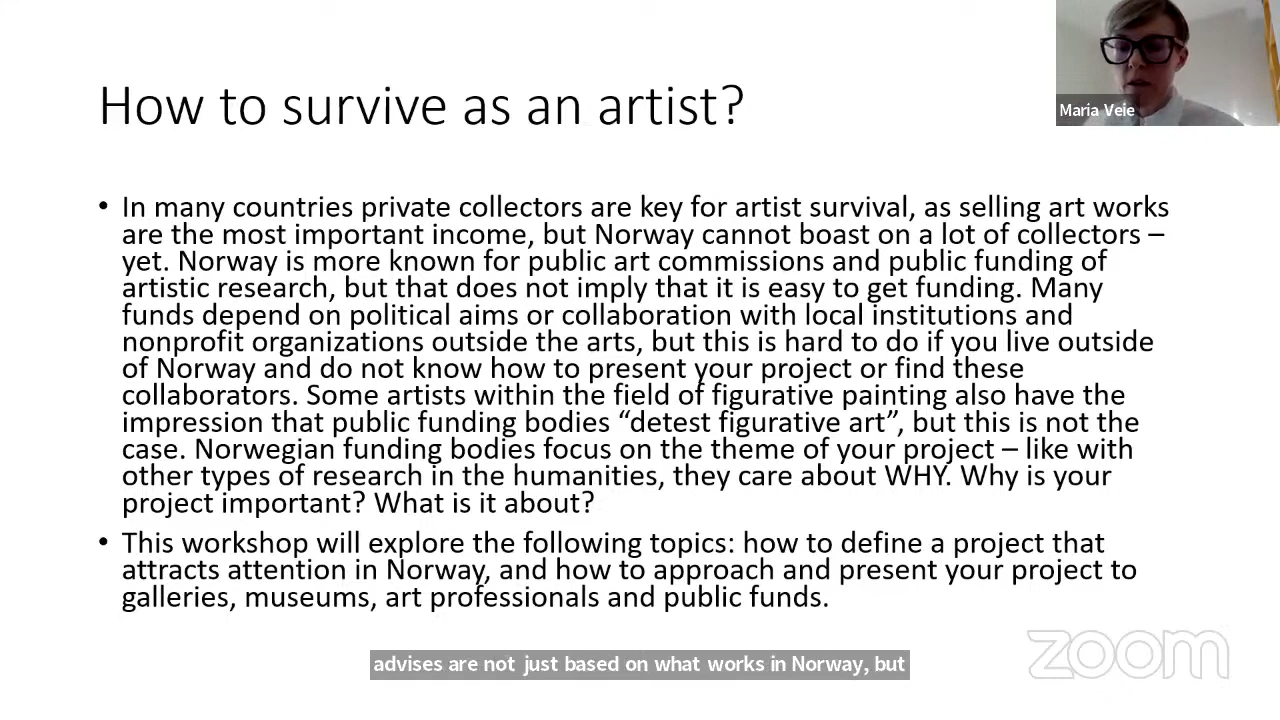 How to survive as an artist?
Maria Veie
• In many countries private collectors are key for artist survival, as selling art works
are the most important income, but Norway cannot boast on a lot of collectors –
yet. Norway is more known for public art commissions and public funding of
artistic research, but that does not imply that it is easy to get funding. Many
funds depend on political aims or collaboration with local institutions and
nonprofit organizations outside the arts, but this is hard to do if you live outside
of Norway and do not know how to present your project or find these
collaborators. Some artists within the field of figurative painting also have the
impression that public funding bodies “detest figurative art”, but this is not the
case. Norwegian funding bodies focus on the theme of your project – like with
other types of research in the humanities, they care about WHY. Why is your
project important? What is it about?
• This workshop will explore the following topics: how to define a project that
attracts attention in Norway, and how to approach and present your project to
galleries, museums, art professionals and public funds.
zoom
advises are not just based on what works in Norway, but